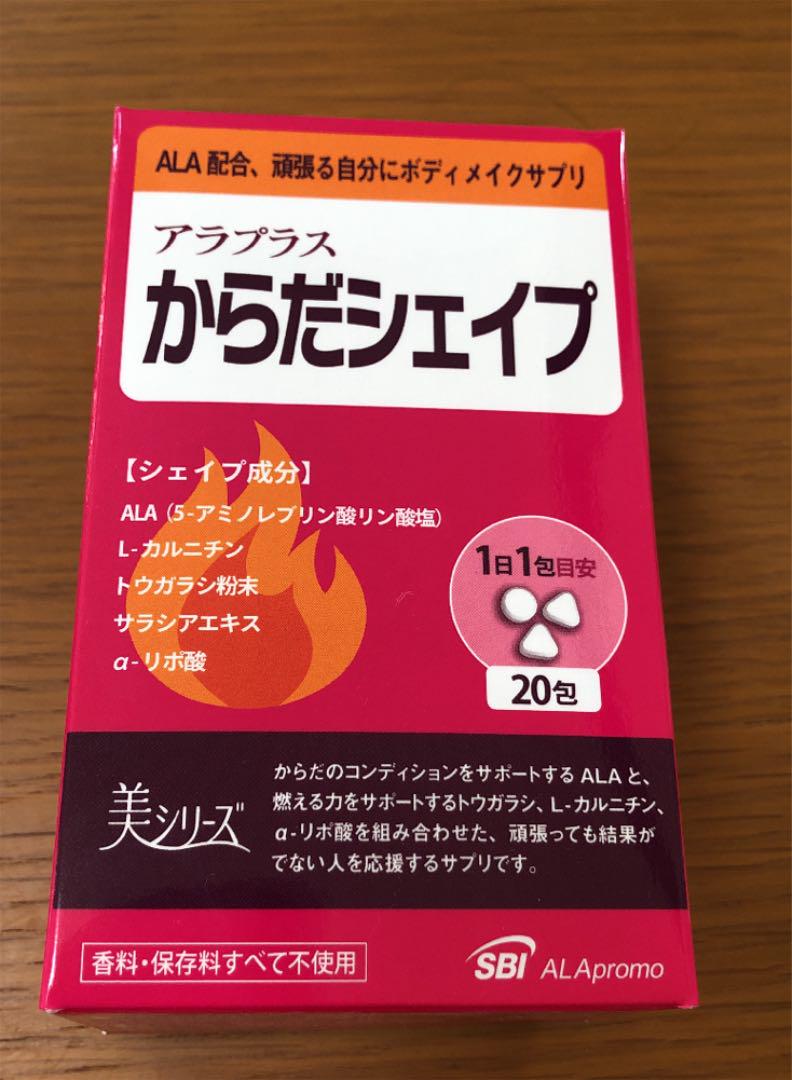 ALA 配合、頑張る自分にボディメイクサプリ
アラプラス
からだシェイプ
【シェイプ成分】
ALA（5-アミノレブリン酸リン酸塩）
L-カルニチン
トウガラシ粉末
サラシアエキス
α-リポ酸
1日1包目安
20包
美シリーズ
からだのコンディションをサポートする ALA と、
燃える力をサポートするトウガラシ、L-カルニチン、
α-リポ酸を組み合わせた、頑張っても結果が
でない人を応援するサプリです。
香料・保存料すべて不使用
SBI ALApromo